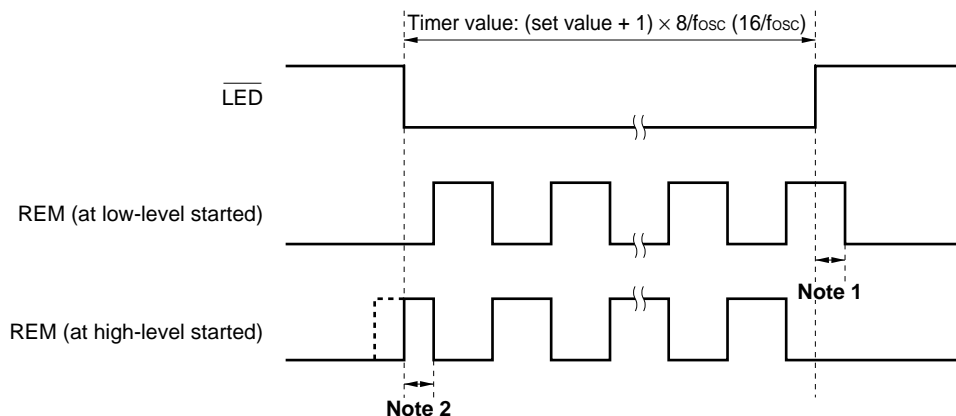 Timer value: (set value + 1) × 8/fosc (16/fosc)
L̅E̅D̅
REM (at low-level started)
Note 1
REM (at high-level started)
Note 2